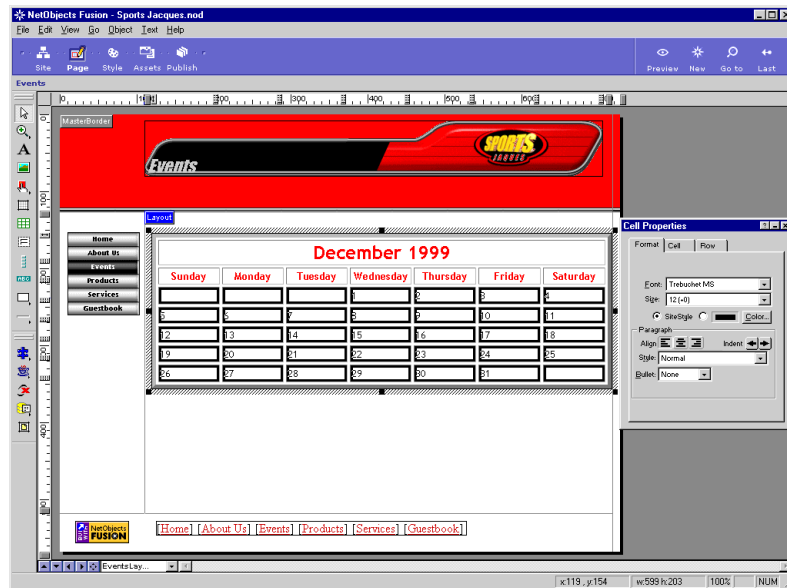 NetObjects Fusion - Sports Jacques.nod
File Edit View Go Object Text Help
Site Page Style Assets Publish
Preview New Go to Last
Events
MasterBorder
Events
SPORTS
JAQUES
Layout
Home
About Us
Events
Products
Services
Guestbook
December 1999
Sunday Monday Tuesday Wednesday Thursday Friday Saturday
1 2 3 4
5 6 7 8 9 10 11
12 13 14 15 16 17 18
19 20 21 22 23 24 25
26 27 28 29 30 31
Cell Properties
Format Cell Row
Font: Trebuchet MS
Size: 12 (+0)
SiteStyle Color...
Paragraph
Align Indent
Style: Normal
Bullet: None
NetObjects
FUSION
[Home] [About Us] [Events] [Products] [Services] [Guestbook]
EventsLay...
x:119 , y:154 w:599 h:203 100% NUM